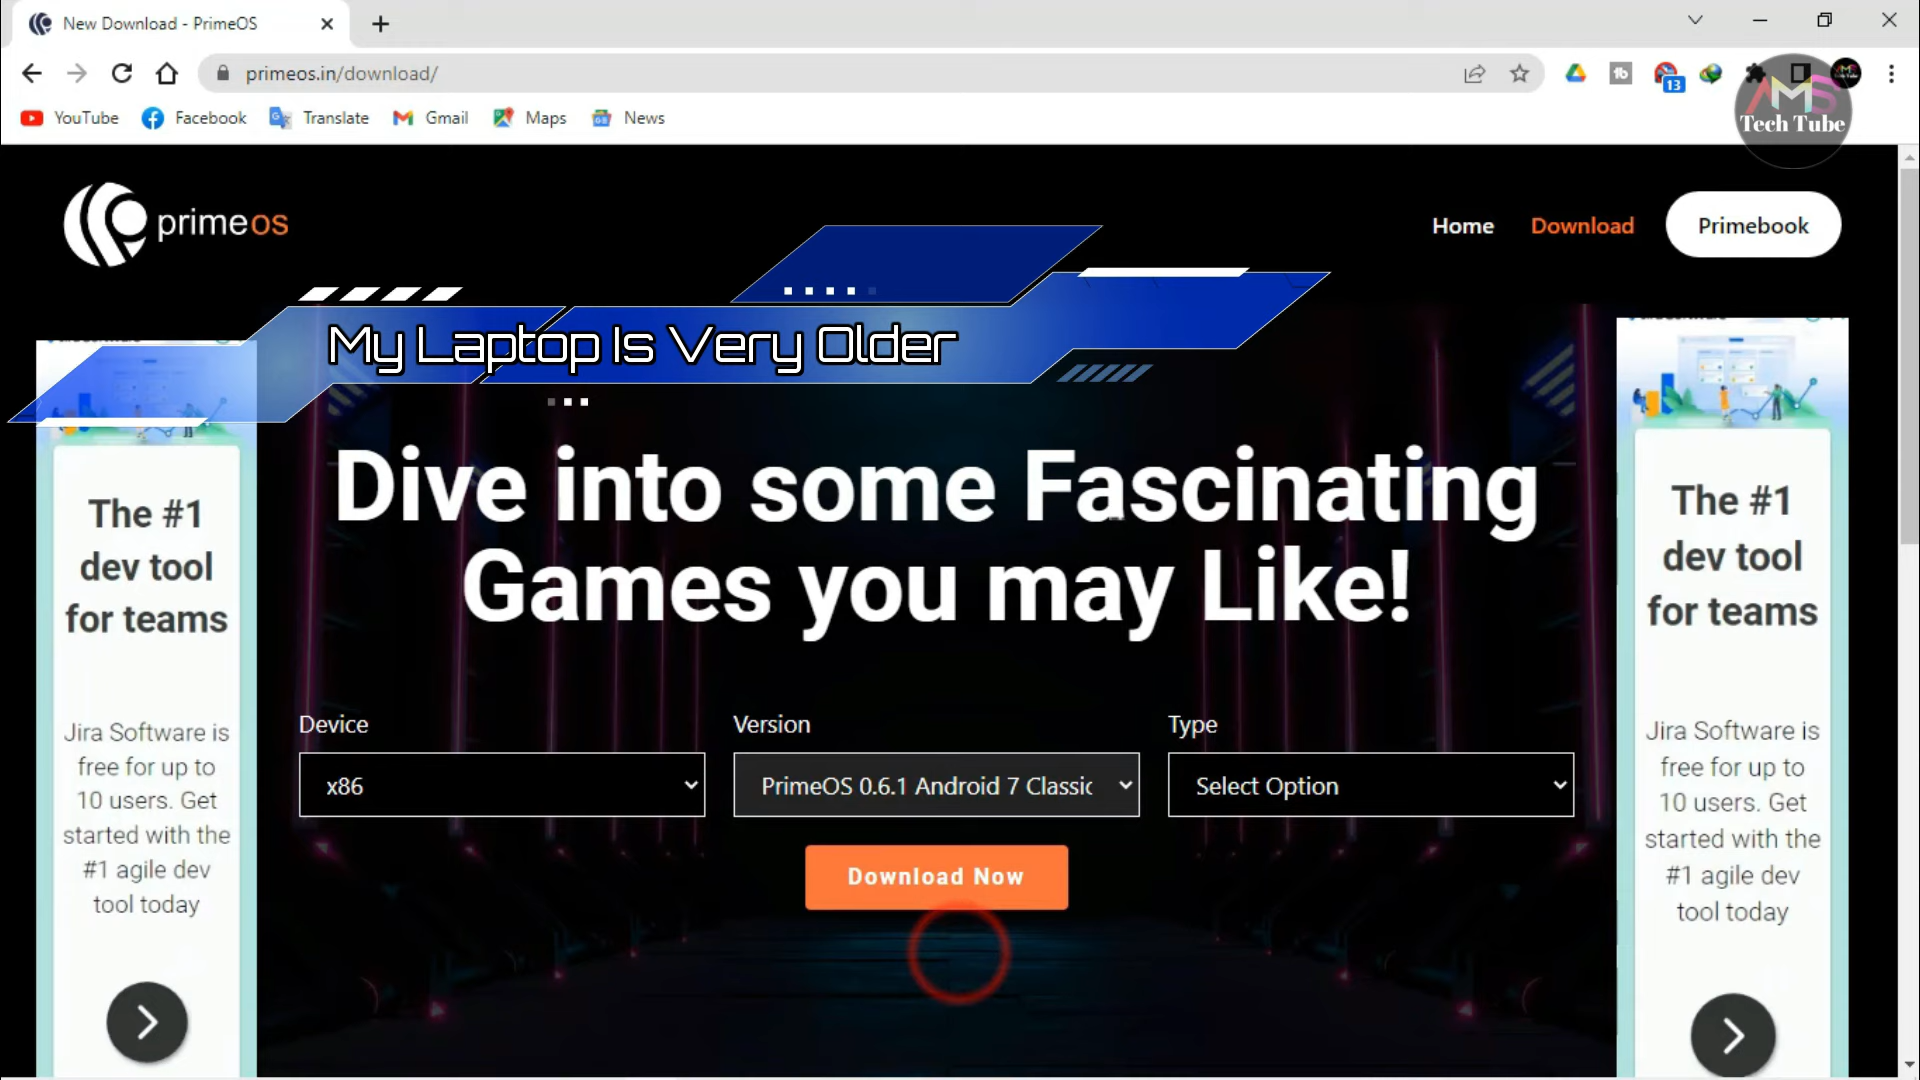 New Download - PrimeOS
primeos.in/download/
13
YouTube
Facebook
Translate
Gmail
Maps
News
AMS
Tech Tube
primeos
Home
Download
Primebook
My Laptop Is Very Older
Dive into some Fascinating
Games you may Like!
The #1
dev tool
for teams
Jira Software is
free for up to
10 users. Get
started with the
#1 agile dev
tool today
Device
x86
Version
PrimeOS 0.6.1 Android 7 Classic
Type
Select Option
Download Now
The #1
dev tool
for teams
Jira Software is
free for up to
10 users. Get
started with the
#1 agile dev
tool today